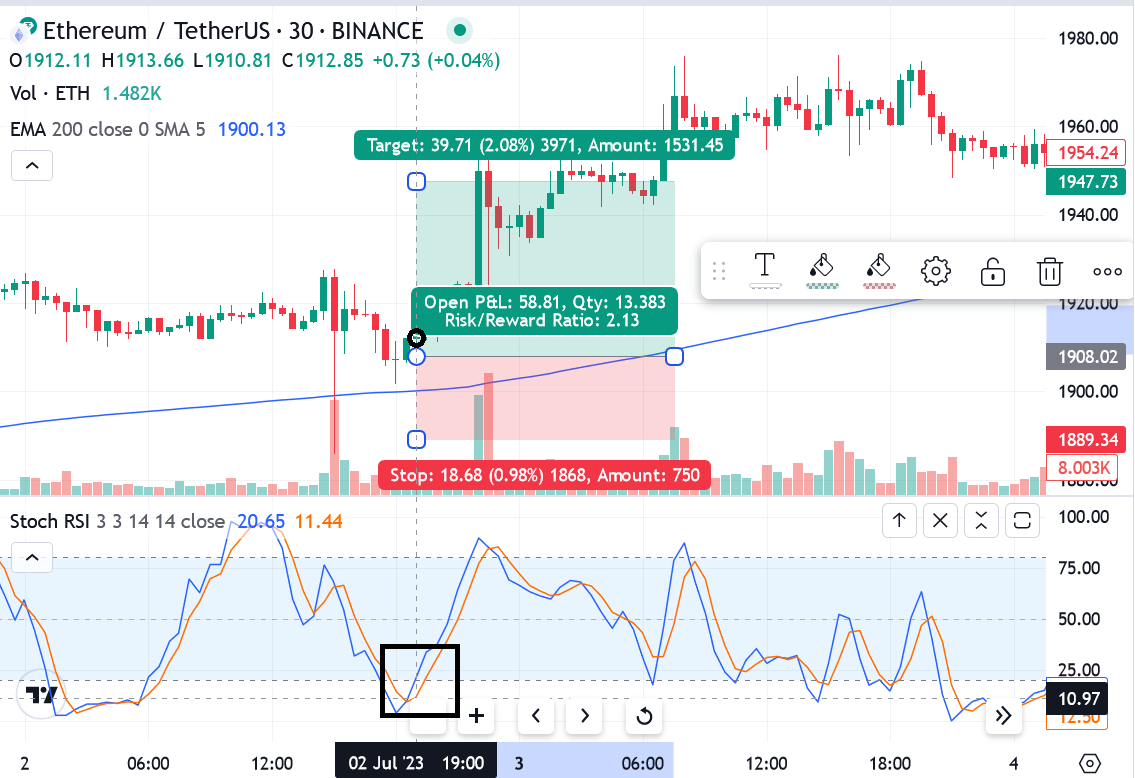 Ethereum / TetherUS · 30 · BINANCE
O1912.11 H1913.66 L1910.81 C1912.85 +0.73 (+0.04%)
Vol · ETH 1.482K
EMA 200 close 0 SMA 5 1900.13
Target: 39.71 (2.08%) 3971, Amount: 1531.45
Open P&L: 58.81, Qty: 13.383
Risk/Reward Ratio: 2.13
Stop: 18.68 (0.98%) 1868, Amount: 750
T
1980.00
1960.00
1954.24
1947.73
1940.00
1920.00
1908.02
1900.00
1889.34
8.003K
1880.00
Stoch RSI 3 3 14 14 close 20.65 11.44
100.00
75.00
50.00
25.00
10.97
12.50
2 06:00 12:00 02 Jul '23 19:00 3 06:00 12:00 18:00 4